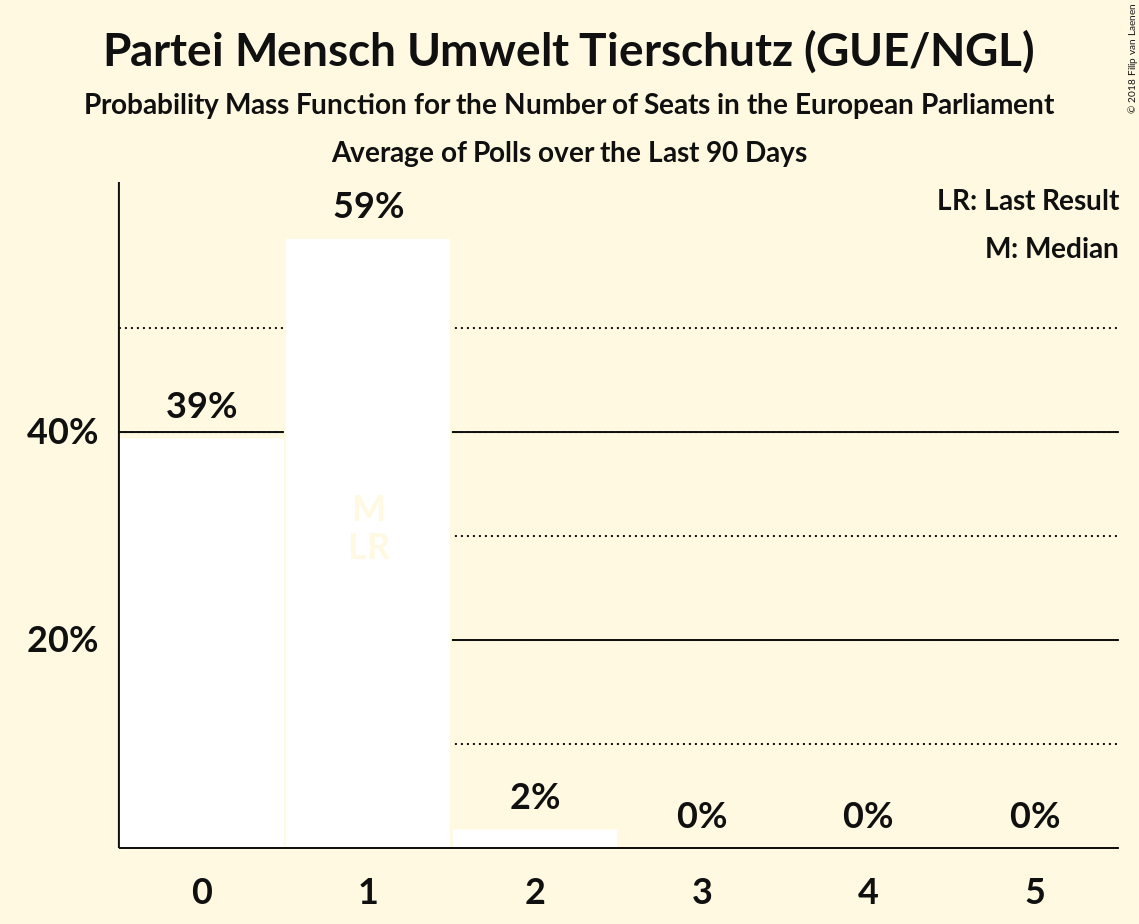 Partei Mensch Umwelt Tierschutz (GUE/NGL)
Probability Mass Function for the Number of Seats in the European Parliament
Average of Polls over the Last 90 Days
© 2018 Filip van Laenen
LR: Last Result
M: Median
59%
39%
40%
M
LR
20%
2%
0%
0%
0%
0
1
2
3
4
5